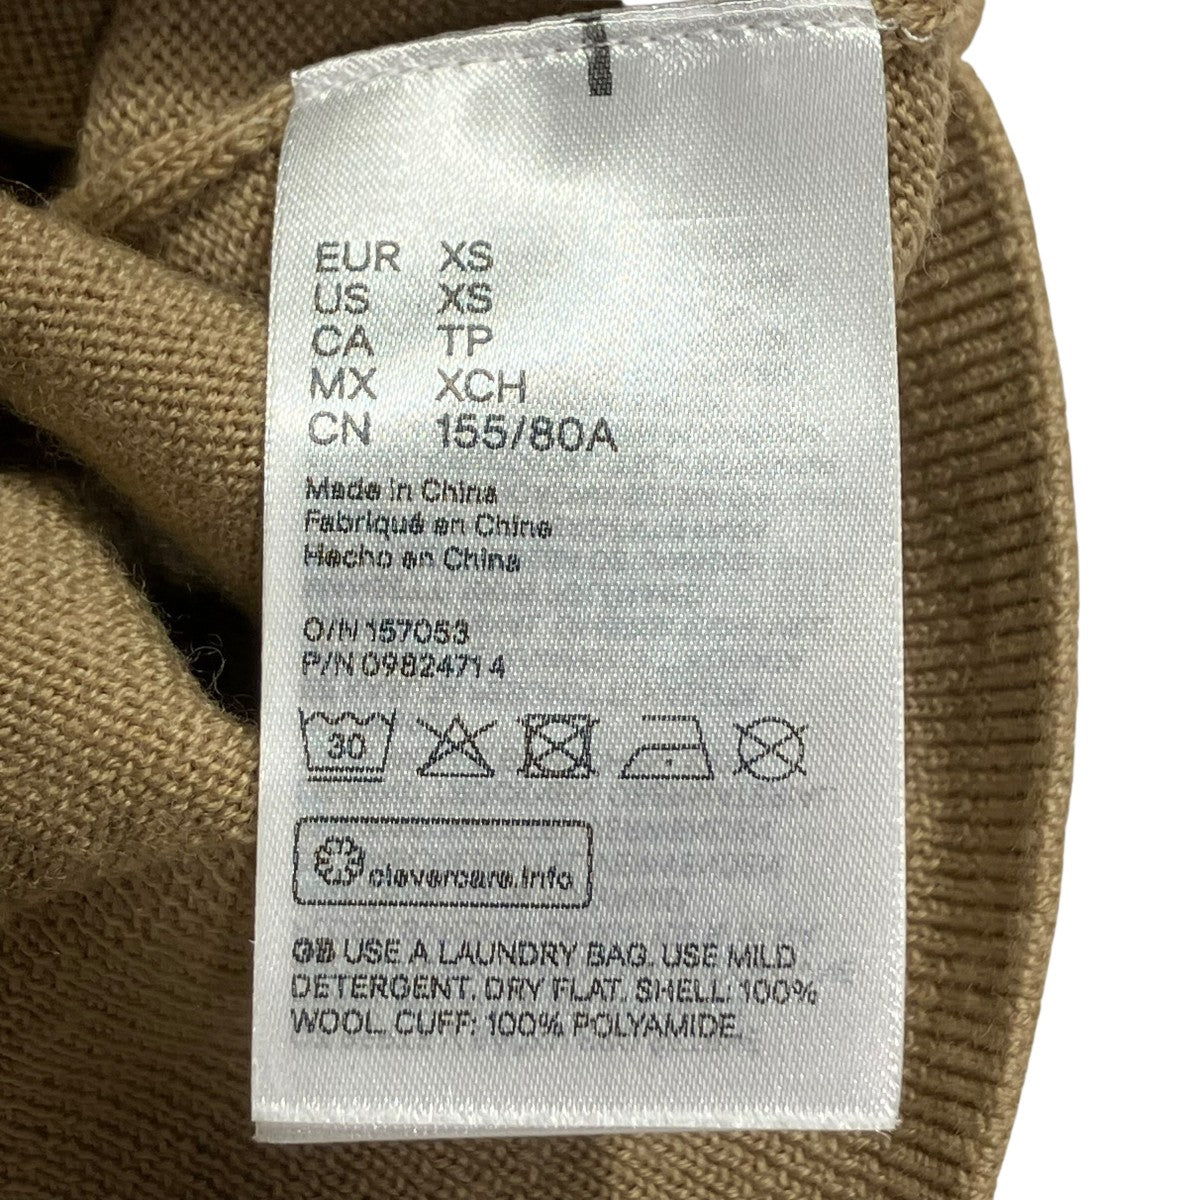 EUR XS
US XS
CA TP
MX XCH
CN 155/80A
Made in China
Fabriqué en Chine
Hecho en China
O/N 157053
P/N 09824714
30
clevercare.info
GB USE A LAUNDRY BAG. USE MILD
DETERGENT. DRY FLAT. SHELL: 100%
WOOL. CUFF: 100% POLYAMIDE.